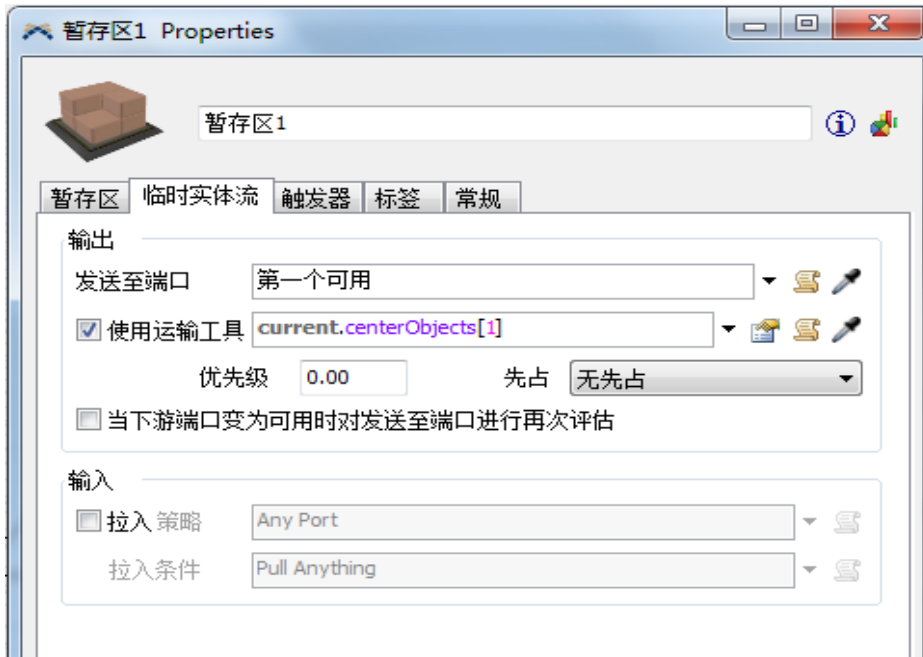 暂存区1 Properties
暂存区1
暂存区 临时实体流 触发器 标签 常规
输出
发送至端口 第一个可用
使用运输工具 current.centerObjects[1]
优先级 0.00 先占 无先占
当下游端口变为可用时对发送至端口进行再次评估
输入
拉入策略 Any Port
拉入条件 Pull Anything